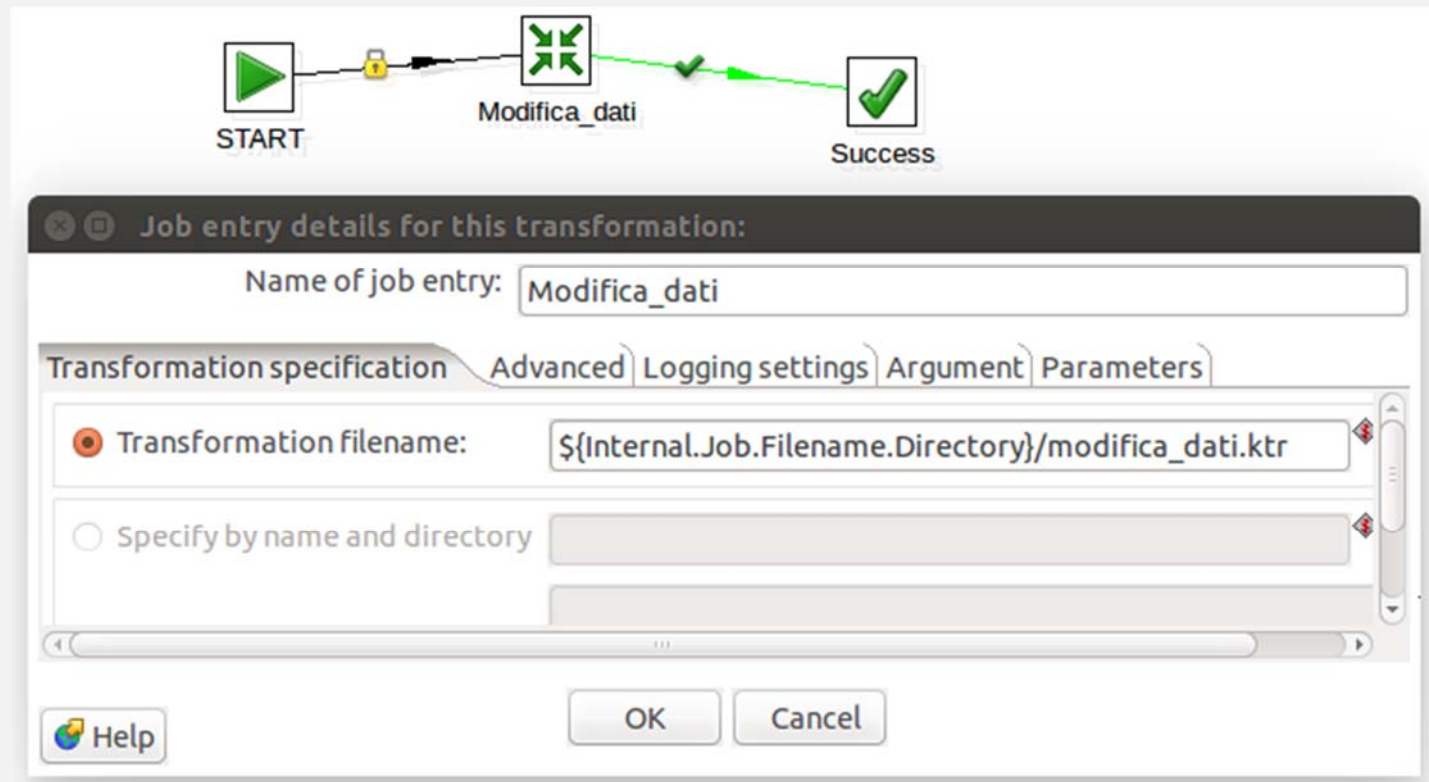 START
Modifica_dati
Success
Job entry details for this transformation:
Name of job entry: Modifica_dati
Transformation specification Advanced Logging settings Argument Parameters
Transformation filename: ${Internal.Job.Filename.Directory}/modifica_dati.ktr
Specify by name and directory
Help OK Cancel